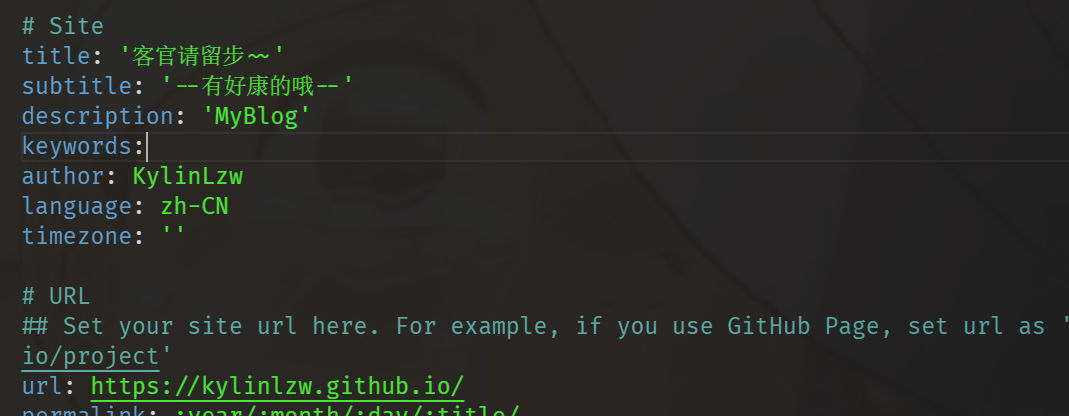 # Site
title: '客官请留步~~'
subtitle: '--有好康的哦--'
description: 'MyBlog'
keywords:
author: KylinLzw
language: zh-CN
timezone: ''
# URL
## Set your site url here. For example, if you use GitHub Page, set url as '
io/project'
url: https://kylinlzw.github.io/
permalink: :year/:month/:day/:title/